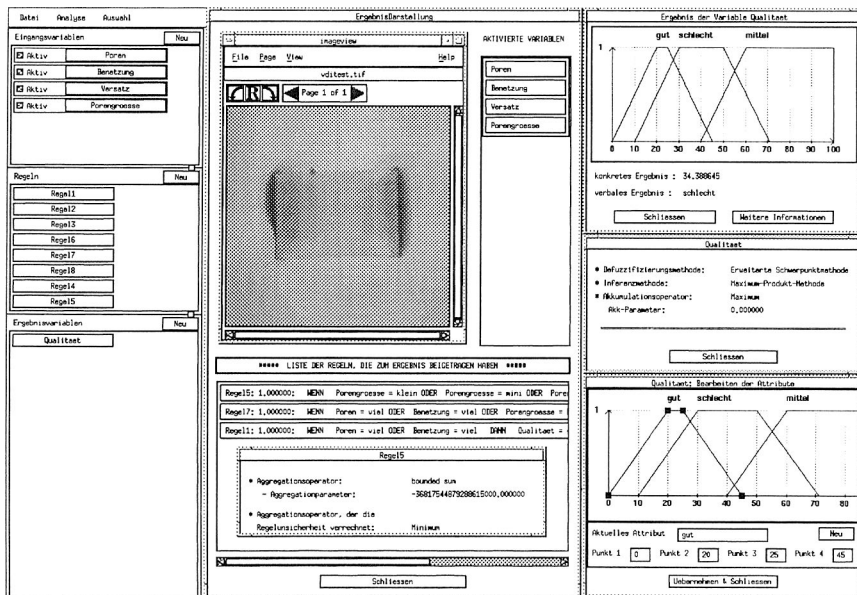 Datei Analyse Auswahl
Eingangsvariablen Neu
Aktiv Poren
Aktiv Benetzung
Aktiv Versatz
Aktiv Porengroesse
Regeln Neu
Regel1
Regel2
Regel3
Regel6
Regel7
Regel8
Regel4
Regel5
Ergebnisvariablen Neu
Qualitaet
ErgebnisDarstellung
imageview
File Page View Help
vditest.tif
R Page 1 of 1
AKTIVIERTE VARIABLEN
Poren
Benetzung
Versatz
Porengroesse
***** LISTE DER REGELN, DIE ZUM ERGEBNIS BEIGETRAGEN HABEN *****
Regel5: 1,000000: WENN Porengroesse = klein ODER Porengroesse = mini ODER Pore
Regel7: 1,000000: WENN Poren = viel ODER Benetzung = viel ODER Porengroesse =
Regel1: 1,000000: WENN Poren = viel ODER Benetzung = viel DANN Qualitaet =
Regel5
Aggregationsoperator: bounded sum
- Aggregationparameter: -36817544879288615000,000000
Aggregationsoperator, der die
Regelunsicherheit verrechnet: Minimum
Schliessen
Ergebnis der Variable Qualitaet
gut schlecht mittel
1
0 10 20 30 40 50 60 70 80 90 100
konkretes Ergebnis : 34.388645
verbales Ergebnis : schlecht
Schliessen Weitere Informationen
Qualitaet
Defuzzifizierungsmethode: Erweiterte Schwerpunktmethode
Inferenzmethode: Maximum-Produkt-Methode
Akkumulationsoperator: Maximum
Akk-Parameter: 0,000000
Schliessen
Qualitaet: Bearbeiten der Attribute
gut schlecht mittel
1
0 10 20 30 40 50 60 70 80
Aktuelles Attribut gut Neu
Punkt 1 0 Punkt 2 20 Punkt 3 25 Punkt 4 45
Uebernehmen & Schliessen